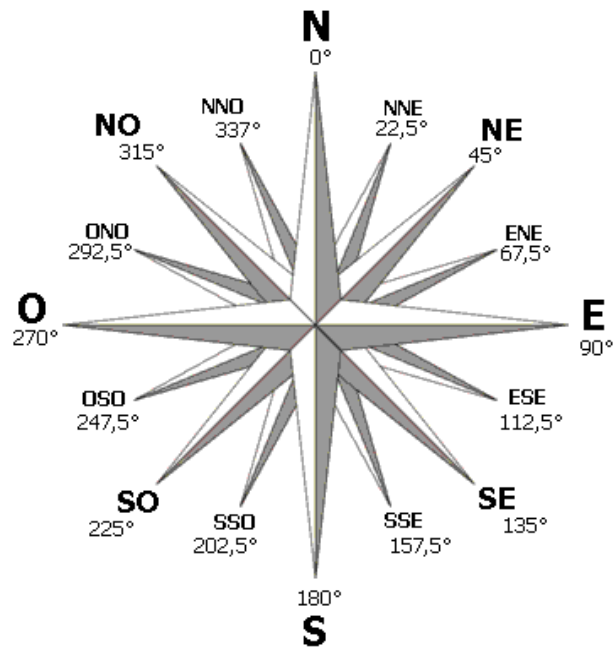 N
0°
NNO
337°
NNE
22,5°
NO
315°
NE
45°
ONO
292,5°
ENE
67,5°
O
270°
E
90°
OSO
247,5°
ESE
112,5°
SO
225°
SE
135°
SSO
202,5°
SSE
157,5°
180°
S